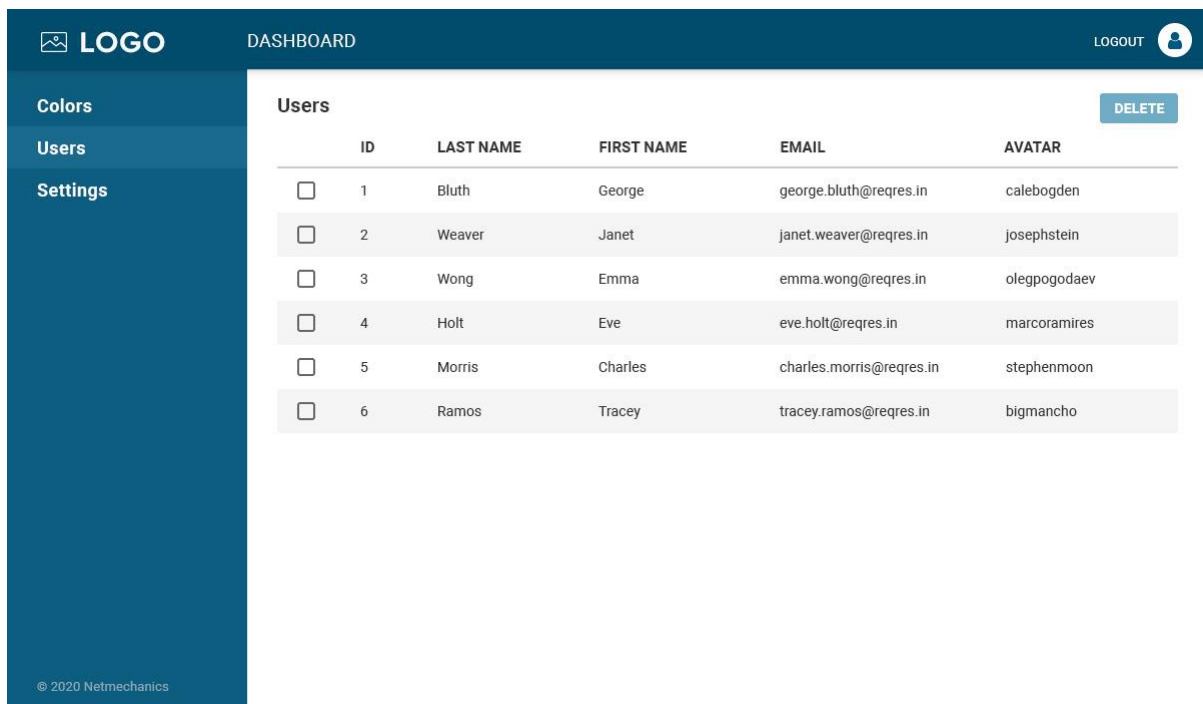 LOGO DASHBOARD LOGOUT
Colors
Users
Settings
© 2020 Netmechanics
Users DELETE
ID LAST NAME FIRST NAME EMAIL AVATAR
1 Bluth George george.bluth@reqres.in calebogden
2 Weaver Janet janet.weaver@reqres.in josephstein
3 Wong Emma emma.wong@reqres.in olegpogodaev
4 Holt Eve eve.holt@reqres.in marcoramires
5 Morris Charles charles.morris@reqres.in stephenmoon
6 Ramos Tracey tracey.ramos@reqres.in bigmancho